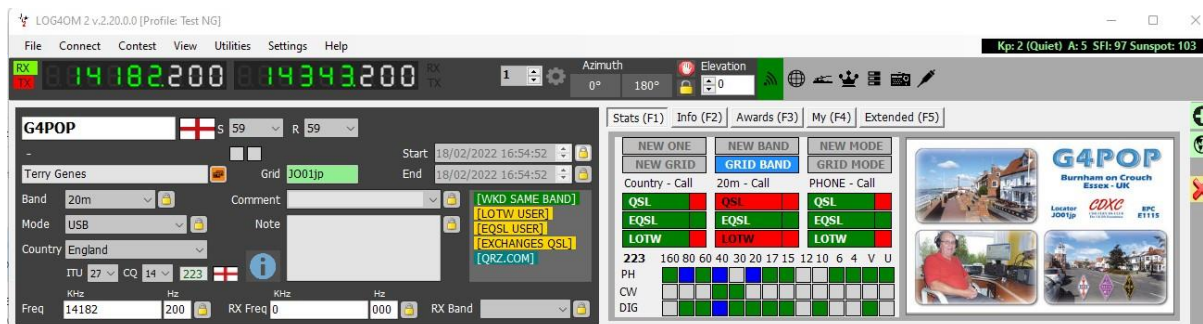 LOG4OM 2 v.2.20.0.0 [Profile: Test NG]
File Connect Contest View Utilities Settings Help
Kp: 2 (Quiet) A: 5 SFI: 97 Sunspot: 103
RX 14182.200 14343.200 RX
TX TX
1
Azimuth
0° 180°
Elevation
0
G4POP S 59 R 59
-
Start 18/02/2022 16:54:52
Terry Genes Grid JO01jp End 18/02/2022 16:54:52
Band 20m Comment
Mode USB Note
Country England
ITU 27 CQ 14 223
[WKD SAME BAND]
[LOTW USER]
[EQSL USER]
[EXCHANGES QSL]
[QRZ.COM]
KHz Hz KHz Hz
Freq 14182 200 RX Freq 0 000 RX Band
Stats (F1) Info (F2) Awards (F3) My (F4) Extended (F5)
NEW ONE NEW BAND NEW MODE
NEW GRID GRID BAND GRID MODE
Country - Call 20m - Call PHONE - Call
QSL QSL QSL
EQSL EQSL EQSL
LOTW LOTW LOTW
223 160 80 60 40 30 20 17 15 12 10 6 4 V U
PH
CW
DIG
G4POP
Burnham on Crouch
Essex - UK
Locator
JO01jp
CDXC
EPC
E1115